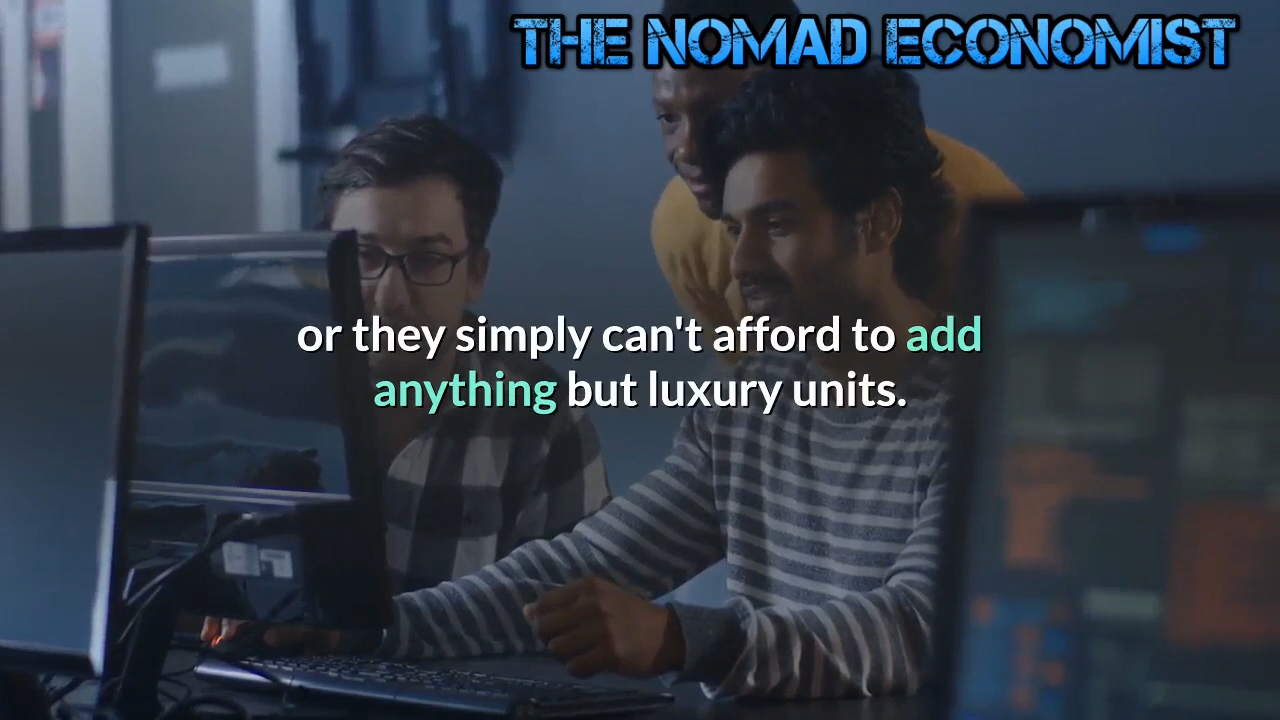 THE NOMAD ECONOMIST
or they simply can't afford to add
anything but luxury units.